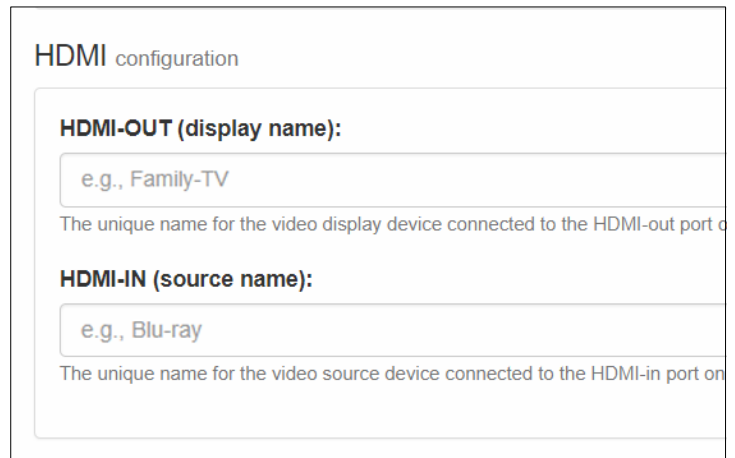 HDMI configuration
HDMI-OUT (display name):
e.g., Family-TV
The unique name for the video display device connected to the HDMI-out port
HDMI-IN (source name):
e.g., Blu-ray
The unique name for the video source device connected to the HDMI-in port on